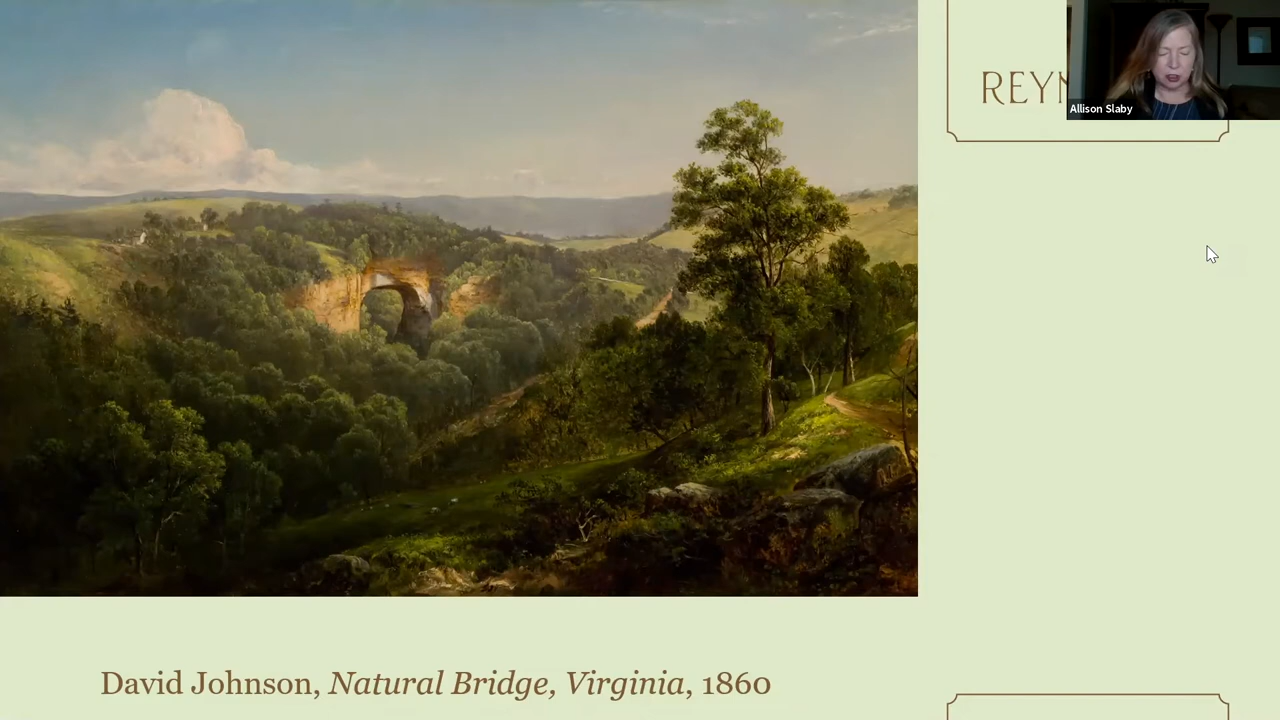 REYN
Allison Slaby
David Johnson, Natural Bridge, Virginia, 1860